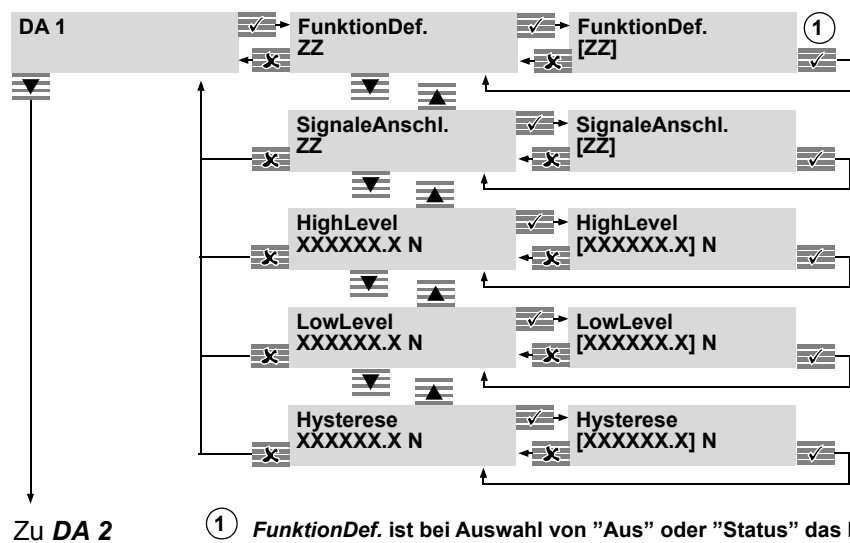 DA 1
FunktionDef.
ZZ
FunktionDef.
[ZZ]
1
SignaleAnschl.
ZZ
SignaleAnschl.
[ZZ]
HighLevel
XXXXXX.X N
HighLevel
[XXXXXX.X] N
LowLevel
XXXXXX.X N
LowLevel
[XXXXXX.X] N
Hysterese
XXXXXX.X N
Hysterese
[XXXXXX.X] N
Zu DA 2
1 FunktionDef. ist bei Auswahl von ”Aus” oder ”Status” das